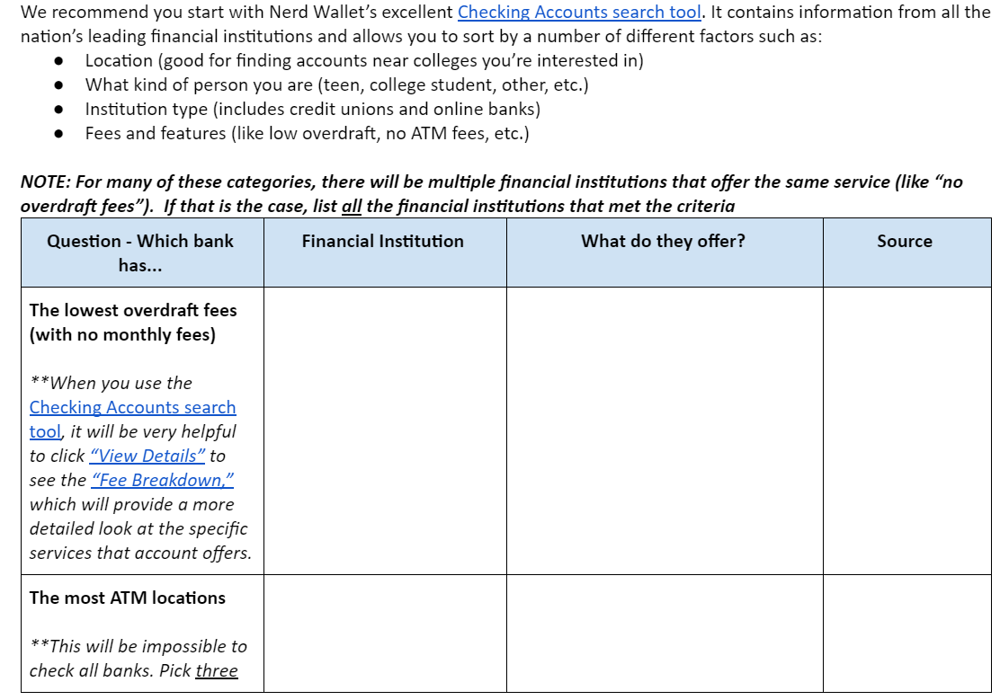 We recommend you start with Nerd Wallet’s excellent Checking Accounts search tool. It contains information from all the
nation’s leading financial institutions and allows you to sort by a number of different factors such as:
● Location (good for finding accounts near colleges you’re interested in)
● What kind of person you are (teen, college student, other, etc.)
● Institution type (includes credit unions and online banks)
● Fees and features (like low overdraft, no ATM fees, etc.)
NOTE: For many of these categories, there will be multiple financial institutions that offer the same service (like “no
overdraft fees”).  If that is the case, list all the financial institutions that met the criteria
Question - Which bank
has...
Financial Institution
What do they offer?
Source
The lowest overdraft fees
(with no monthly fees)
**When you use the
Checking Accounts search
tool, it will be very helpful
to click “View Details” to
see the “Fee Breakdown,”
which will provide a more
detailed look at the specific
services that account offers.
The most ATM locations
**This will be impossible to
check all banks. Pick three